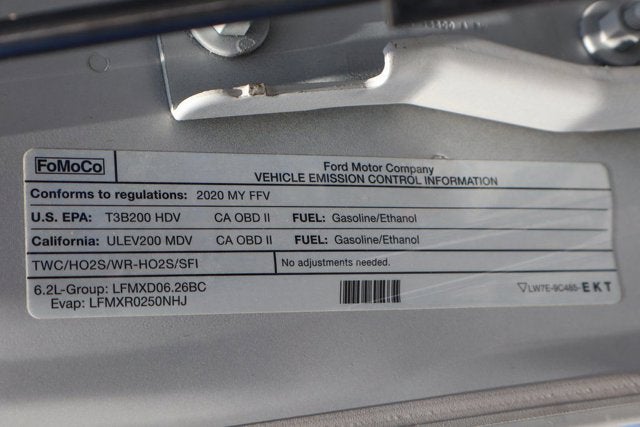 FoMoCo
Ford Motor Company
VEHICLE EMISSION CONTROL INFORMATION
Conforms to regulations: 2020 MY FFV
U.S. EPA: T3B200 HDV CA OBD II FUEL: Gasoline/Ethanol
California: ULEV200 MDV CA OBD II FUEL: Gasoline/Ethanol
TWC/HO2S/WR-HO2S/SFI No adjustments needed.
6.2L-Group: LFMXD06.26BC
Evap: LFMXR0250NHJ
LW7E-9C485-EKT